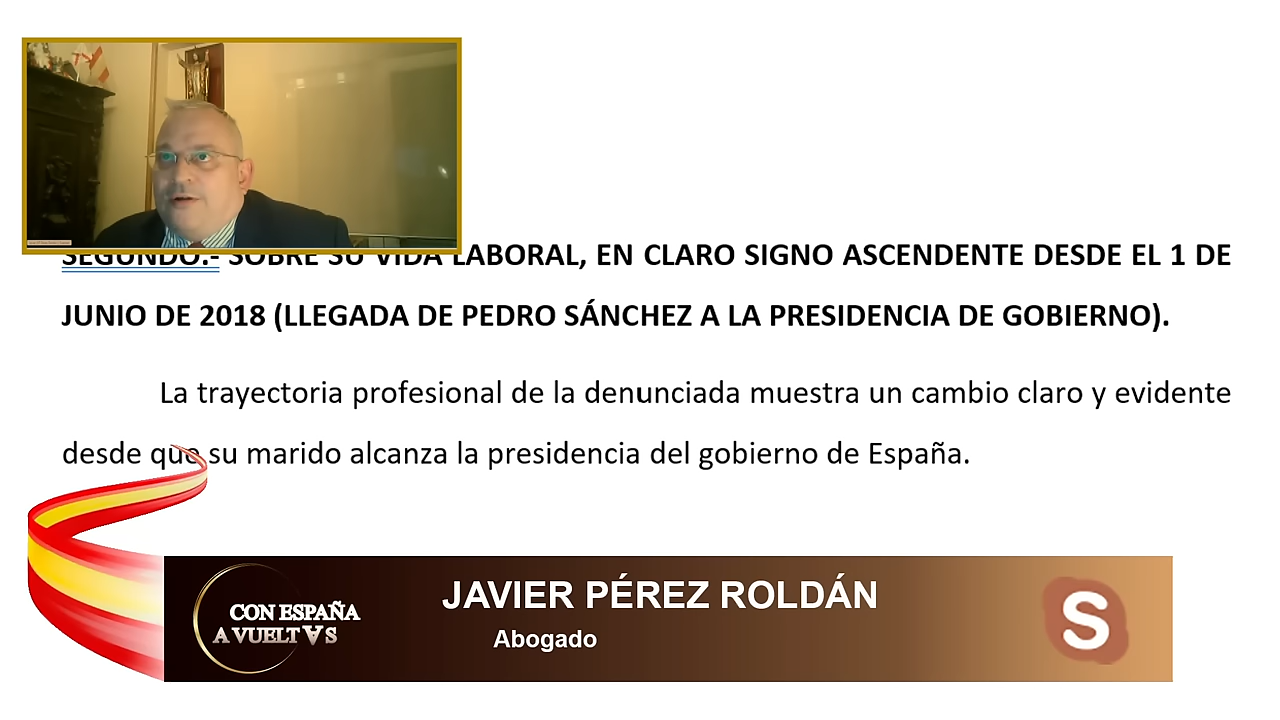 SEGUNDO.- SOBRE SU VIDA LABORAL, EN CLARO SIGNO ASCENDENTE DESDE EL 1 DE
JUNIO DE 2018 (LLEGADA DE PEDRO SÁNCHEZ A LA PRESIDENCIA DE GOBIERNO).
La trayectoria profesional de la denunciada muestra un cambio claro y evidente
desde que su marido alcanza la presidencia del gobierno de España.
CON ESPAÑA
A VUELTAS
JAVIER PÉREZ ROLDÁN
Abogado
S